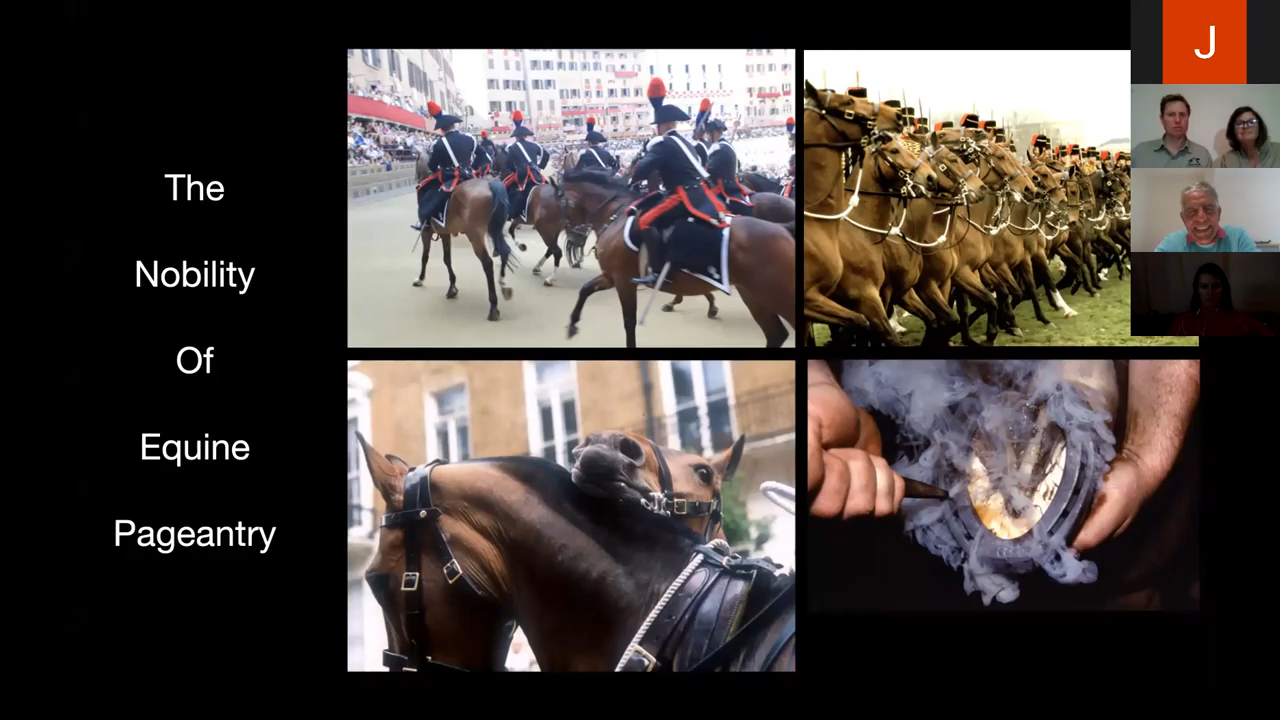 The
Nobility
Of
Equine
Pageantry
J